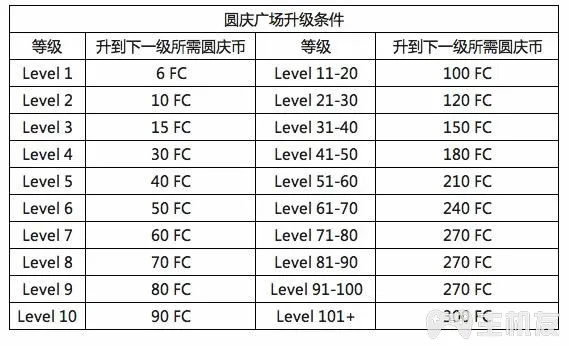 圆庆广场升级条件
等级 升到下一级所需圆庆币 等级 升到下一级所需圆庆币
Level 1 6 FC Level 11-20 100 FC
Level 2 10 FC Level 21-30 120 FC
Level 3 15 FC Level 31-40 150 FC
Level 4 30 FC Level 41-50 180 FC
Level 5 40 FC Level 51-60 210 FC
Level 6 50 FC Level 61-70 240 FC
Level 7 60 FC Level 71-80 270 FC
Level 8 70 FC Level 81-90 270 FC
Level 9 80 FC Level 91-100 270 FC
Level 10 90 FC Level 101+ 300 FC